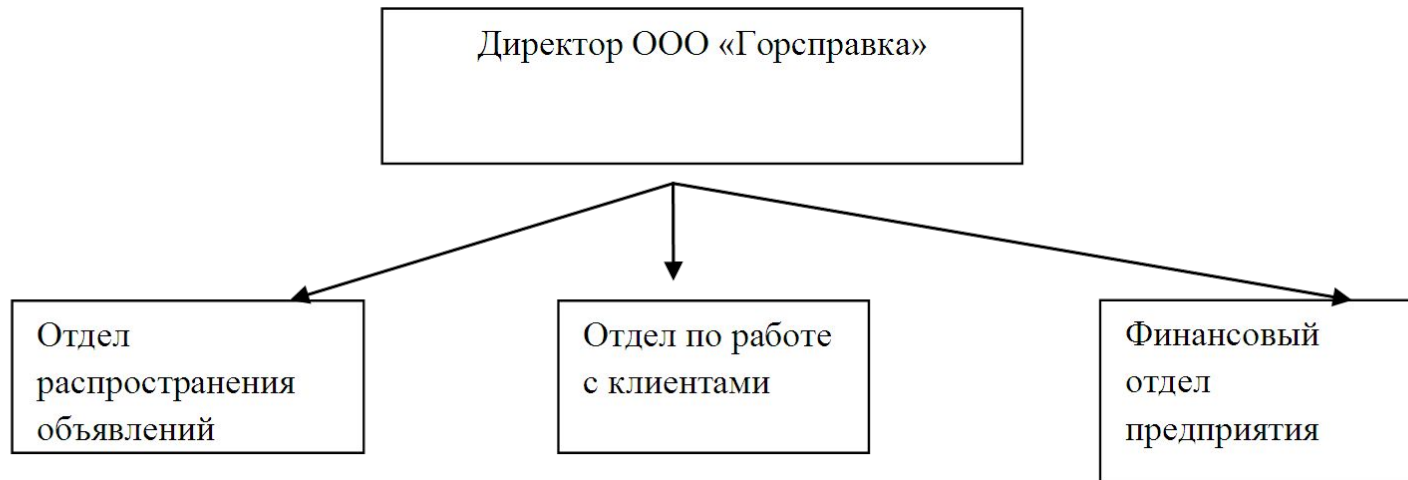 Директор ООО «Горсправка»
Отдел
распространения
объявлений
Отдел по работе
с клиентами
Финансовый
отдел
предприятия